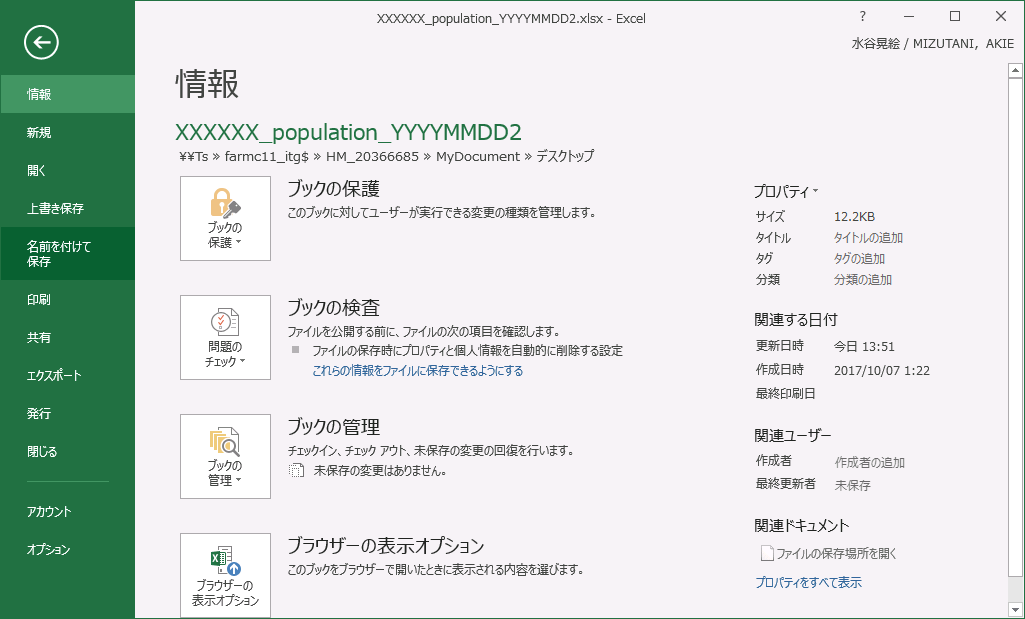 XXXXXX_population_YYYYMMDD2.xlsx - Excel
?
水谷晃絵 / MIZUTANI, AKIE
情報
新規
開く
上書き保存
名前を付けて
保存
印刷
共有
エクスポート
発行
閉じる
アカウント
オプション
情報
XXXXXX_population_YYYYMMDD2
¥¥Ts » farmc11_itg$ » HM_20366685 » MyDocument » デスクトップ
ブックの
保護
ブックの保護
このブックに対してユーザーが実行できる変更の種類を管理します。
問題の
チェック
ブックの検査
ファイルを公開する前に、ファイルの次の項目を確認します。
ファイルの保存時にプロパティと個人情報を自動的に削除する設定
これらの情報をファイルに保存できるようにする
ブックの
管理
ブックの管理
チェックイン、チェック アウト、未保存の変更の回復を行います。
未保存の変更はありません。
ブラウザーの
表示オプション
ブラウザーの表示オプション
このブックをブラウザーで開いたときに表示される内容を選びます。
プロパティ
サイズ 12.2KB
タイトル タイトルの追加
タグ タグの追加
分類 分類の追加
関連する日付
更新日時 今日 13:51
作成日時 2017/10/07 1:22
最終印刷日
関連ユーザー
作成者 作成者の追加
最終更新者 未保存
関連ドキュメント
ファイルの保存場所を開く
プロパティをすべて表示